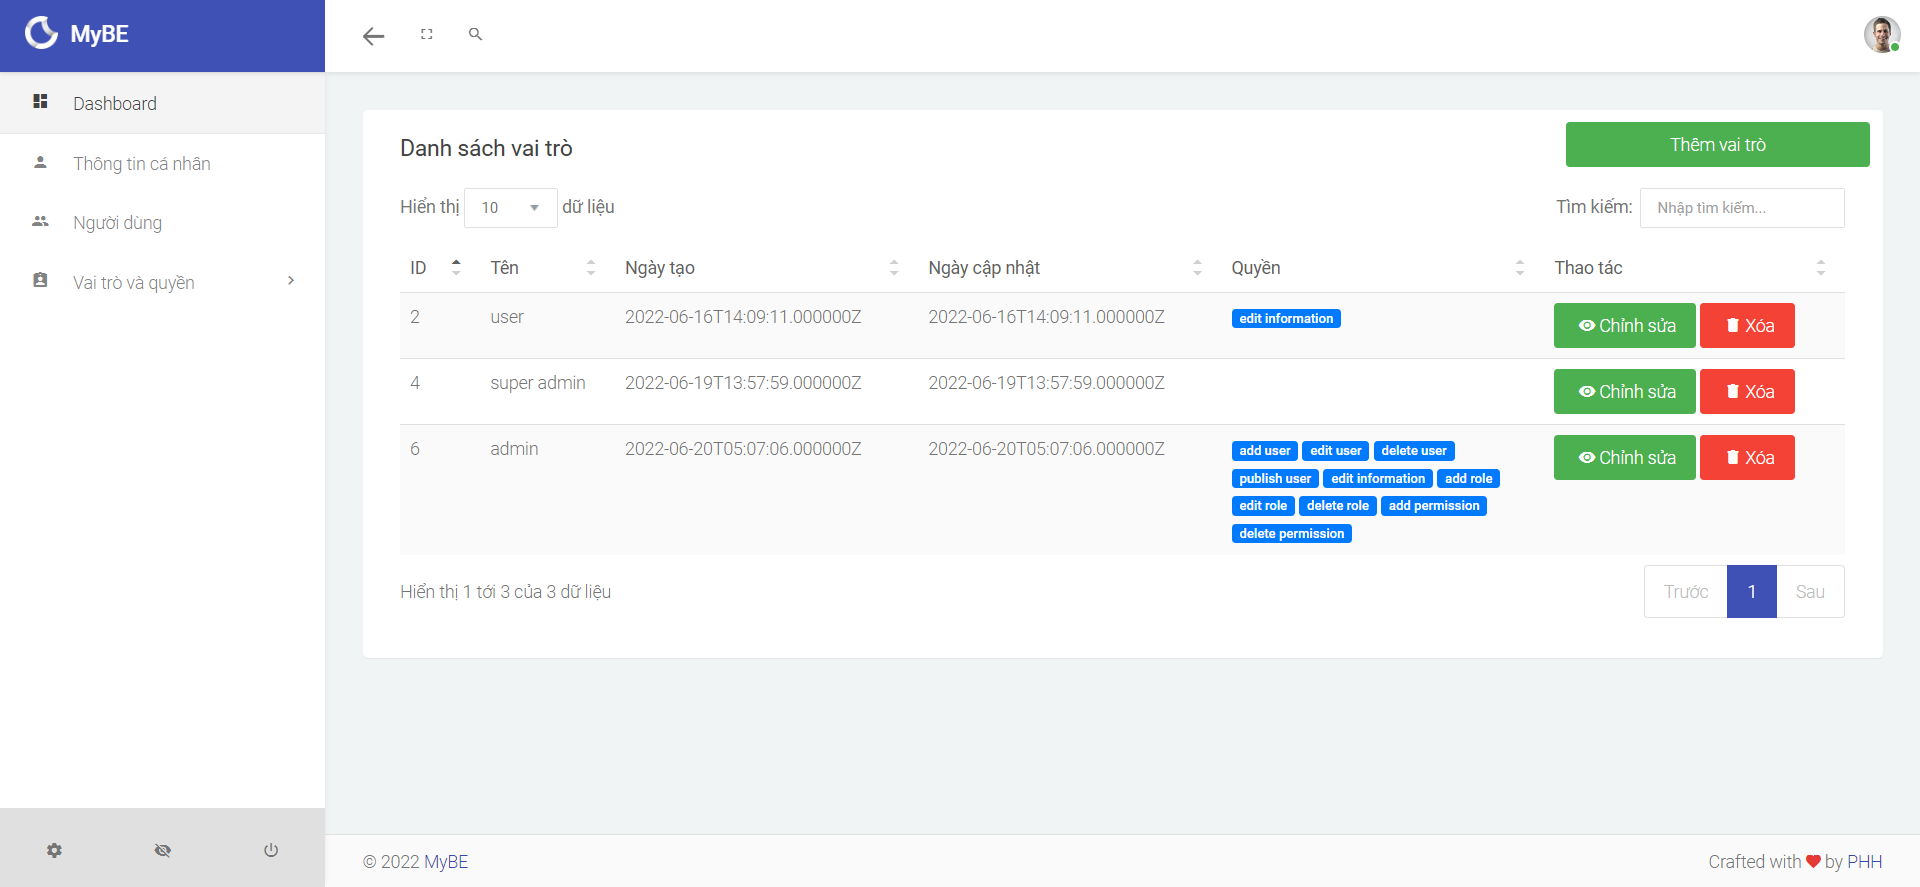 MyBE
Dashboard
Thông tin cá nhân
Người dùng
Vai trò và quyền
Danh sách vai trò
Thêm vai trò
Hiển thị 10 dữ liệu
Tìm kiếm: Nhập tìm kiếm...
ID Tên Ngày tạo Ngày cập nhật Quyền Thao tác
2 user 2022-06-16T14:09:11.000000Z 2022-06-16T14:09:11.000000Z edit information Chỉnh sửa Xóa
4 super admin 2022-06-19T13:57:59.000000Z 2022-06-19T13:57:59.000000Z Chỉnh sửa Xóa
6 admin 2022-06-20T05:07:06.000000Z 2022-06-20T05:07:06.000000Z add user edit user delete user Chỉnh sửa Xóa
publish user edit information add role
edit role delete role add permission
delete permission
Hiển thị 1 tới 3 của 3 dữ liệu
Trước 1 Sau
© 2022 MyBE
Crafted with ❤ by PHH